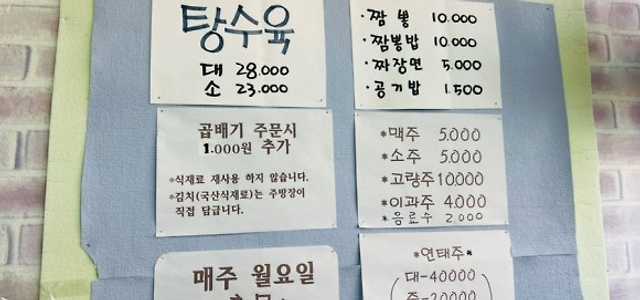 탕수육
대 28.000
소 23.000
·짬뽕 10.000
·짬뽕밥 10.000
·짜장면 5.000
·공기밥 1.500
곱배기 주문시
1.000원 추가
*식재료 재사용 하지 않습니다.
*김치(국산식재료)는 주방장이
직접 담급니다.
*맥주 5.000
*소주 5.000
*고량주 10.000
*이과주 4.000
*음료수 2.000
매주 월요일
*연태주*
대-40000